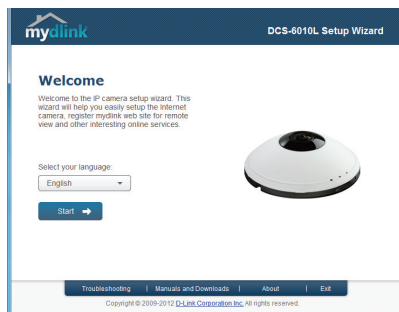 mydlink
DCS-6010L Setup Wizard
Welcome
Welcome to the IP camera setup wizard. This
wizard will help you easily setup the Internet
camera, register mydlink web site for remote
view and other interesting online services.
Select your language:
English
Start
Troubleshooting | Manuals and Downloads | About | Exit
Copyright © 2009-2012 D-Link Corporation Inc. All rights reserved.